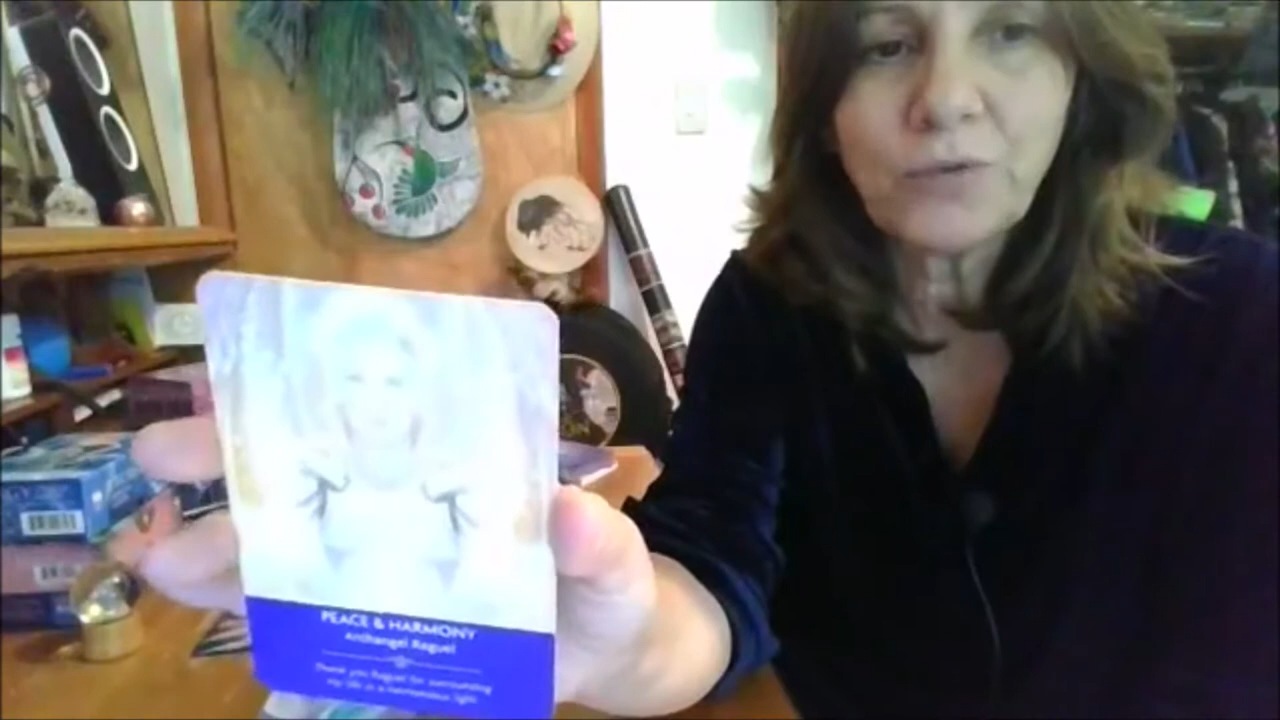 PEACE & HARMONY
Archangel Raguel
Thank you Raguel for surrounding
my life in a harmonious light